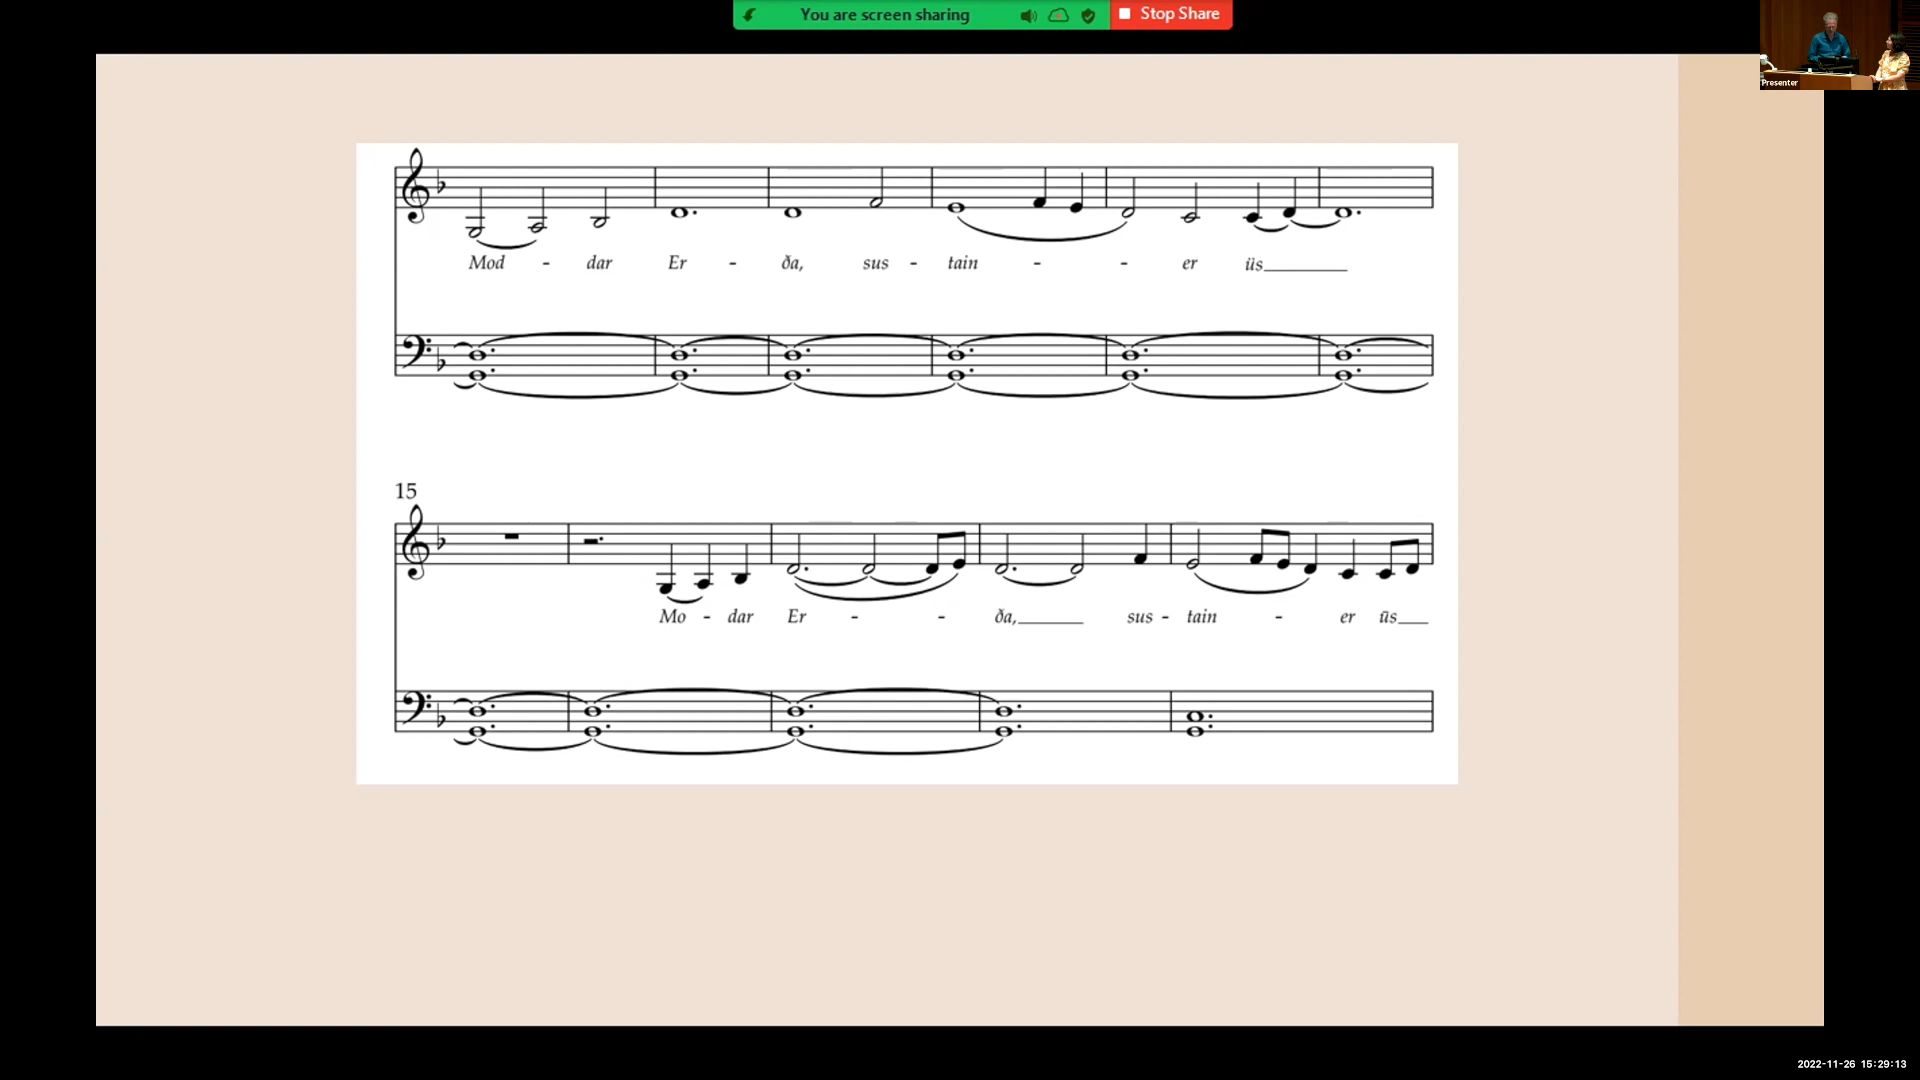 You are screen sharing Stop Share
Presenter
Mod - dar Er - ða, sus - tain - - er üs
15
Mo - dar Er - - ða, sus - tain - er üs
2022-11-26 15:29:13